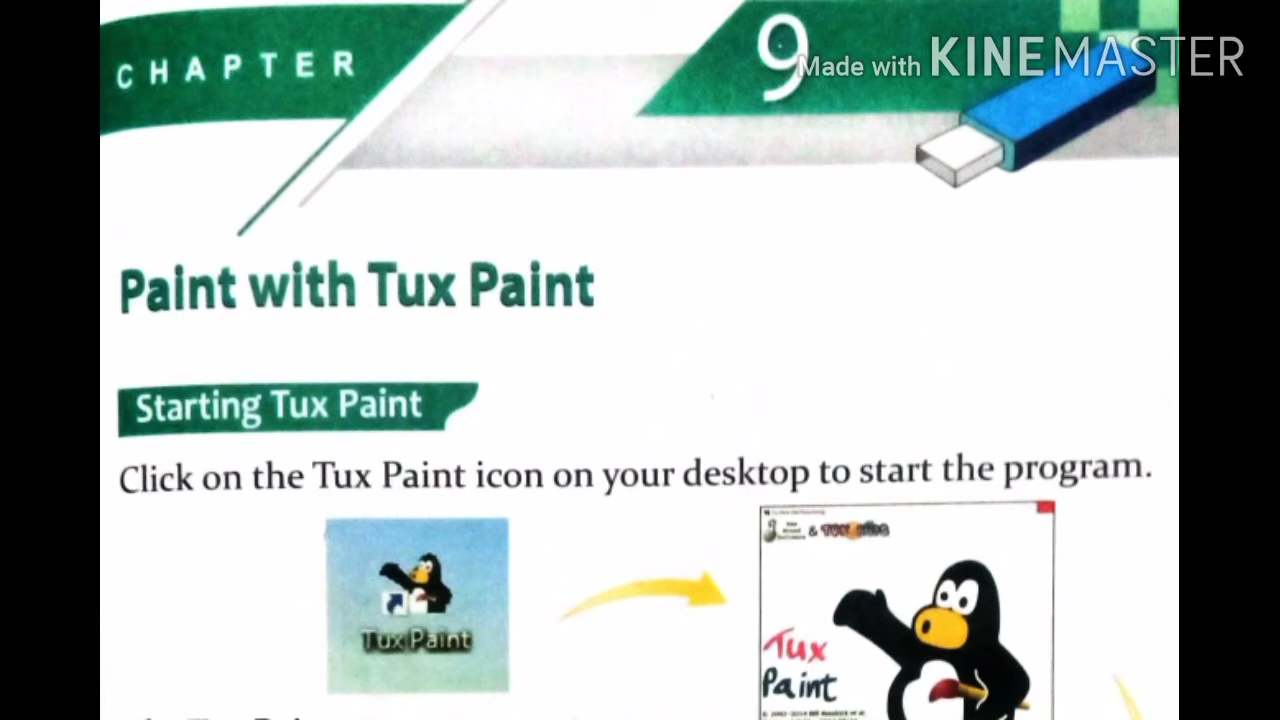 CHAPTER 9
Made with KINEMASTER
Paint with Tux Paint
Starting Tux Paint
Click on the Tux Paint icon on your desktop to start the program.
Tux Paint
& TUX
Tux
Paint